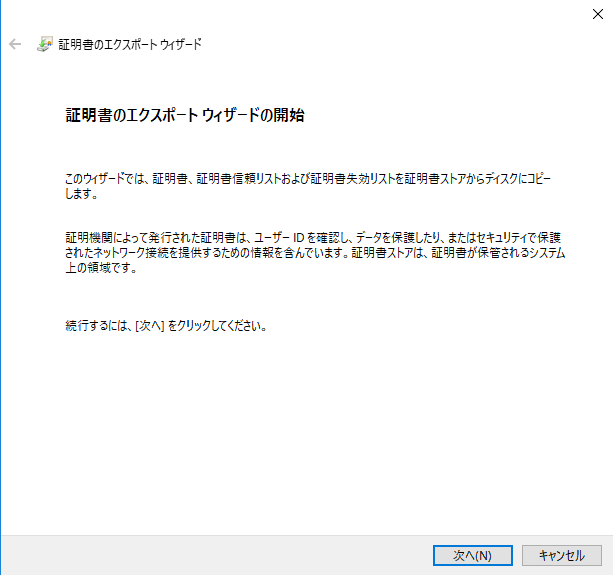 証明書のエクスポート ウィザード
証明書のエクスポート ウィザードの開始
このウィザードでは、証明書、証明書信頼リストおよび証明書失効リストを証明書ストアからディスクにコピー
します。
証明機関によって発行された証明書は、ユーザー ID を確認し、データを保護したり、またはセキュリティで保護
されたネットワーク接続を提供するための情報を含んでいます。証明書ストアは、証明書が保管されるシステム
上の領域です。
続行するには、[次へ] をクリックしてください。
次へ(N)
キャンセル